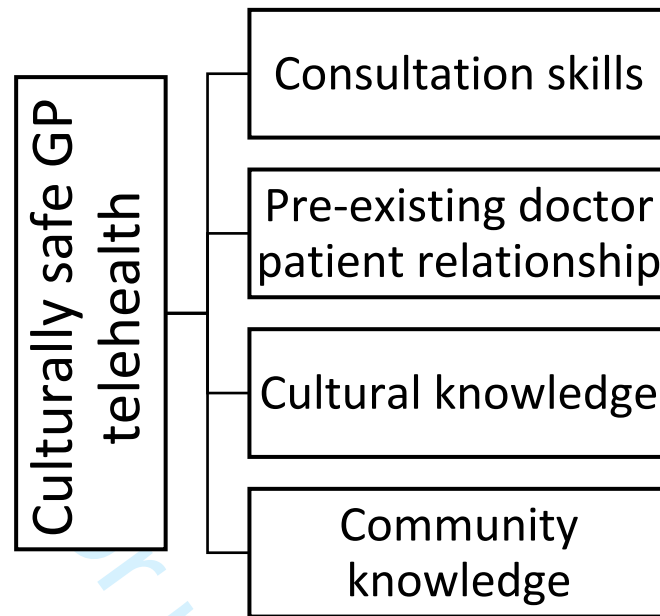 Culturally safe GP
telehealth
Consultation skills
Pre-existing doctor
patient relationship
Cultural knowledge
Community
knowledge